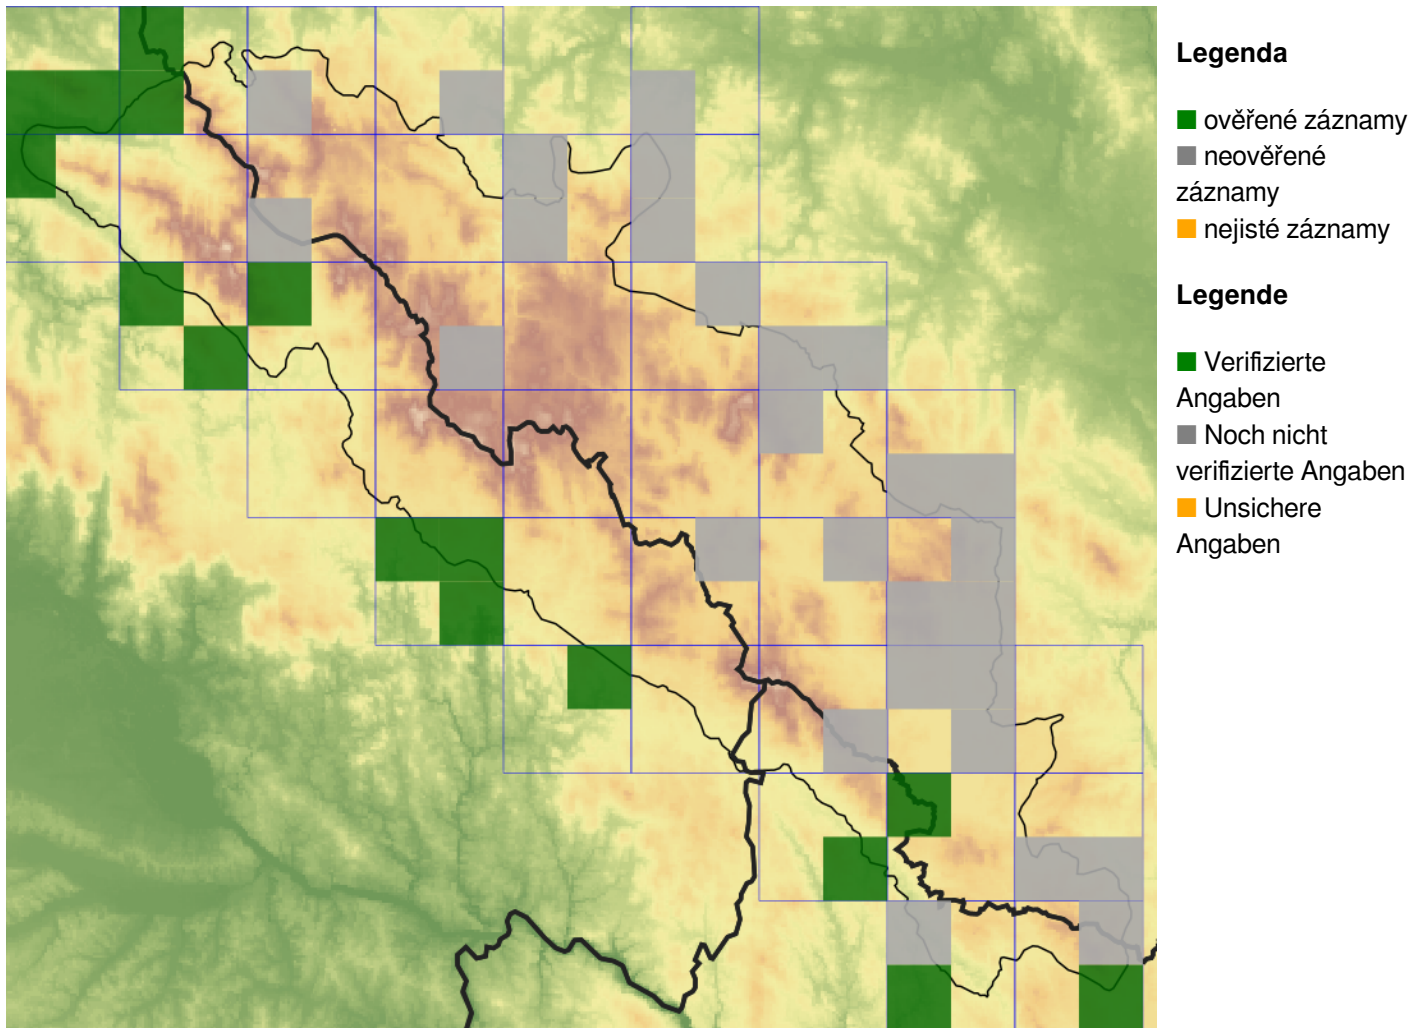 Legenda
ověřené záznamy
neověřené
záznamy
nejisté záznamy
Legende
Verifizierte
Angaben
Noch nicht
verifizierte Angaben
Unsichere
Angaben